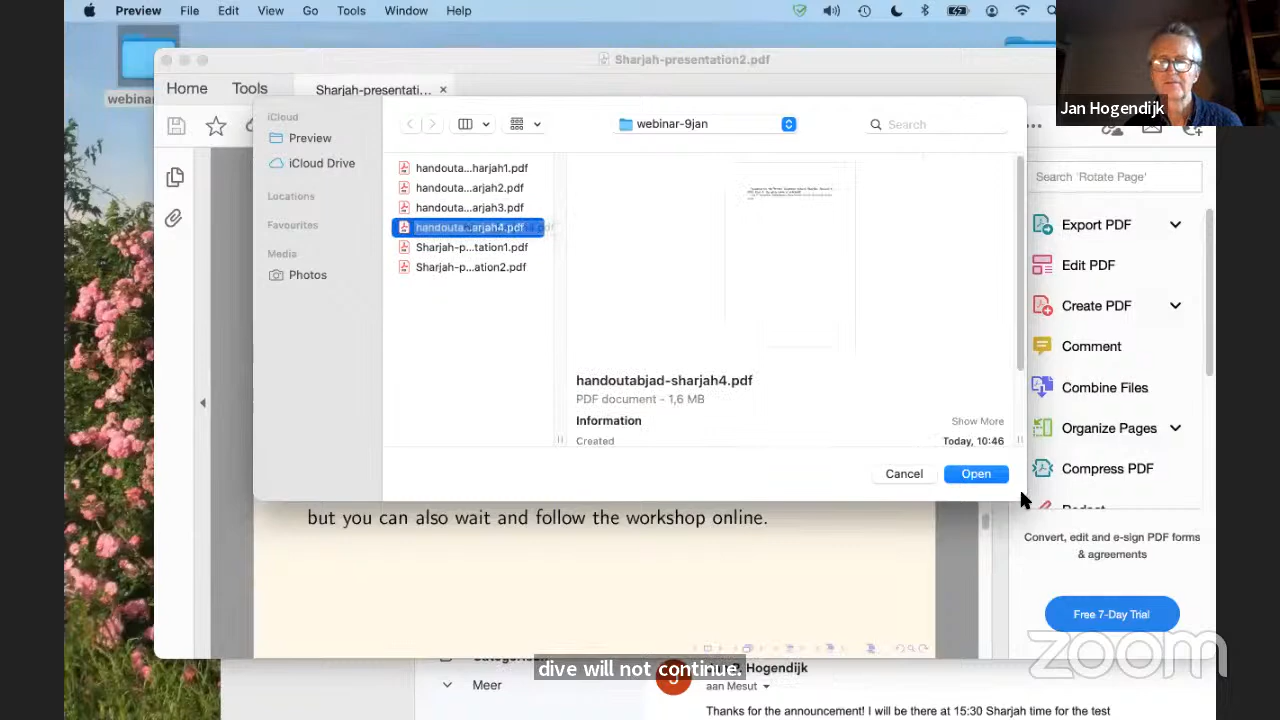 Preview File Edit View Go Tools Window Help
webinar
Sharjah-presentation2.pdf
Home Tools Sharjah-presentati... ×
Jan Hogendijk
iCloud
Preview
iCloud Drive
Locations
Favourites
Media
Photos
webinar-9jan
Search
handouta...harjah1.pdf
handouta...arjah2.pdf
handouta...arjah3.pdf
handouta...arjah4.pdf
Sharjah-p...tation1.pdf
Sharjah-p...ation2.pdf
handoutabjad-sharjah4.pdf
PDF document - 1,6 MB
Information Show More
Created Today, 10:46
Cancel Open
Search 'Rotate Page'
Export PDF
Edit PDF
Create PDF
Comment
Combine Files
Organize Pages
Compress PDF
Convert, edit and e-sign PDF forms
& agreements
Free 7-Day Trial
but you can also wait and follow the workshop online.
zoom
dive will not continue.
Hogendijk
Meer
aan Mesut
Thanks for the announcement! I will be there at 15:30 Sharjah time for the test